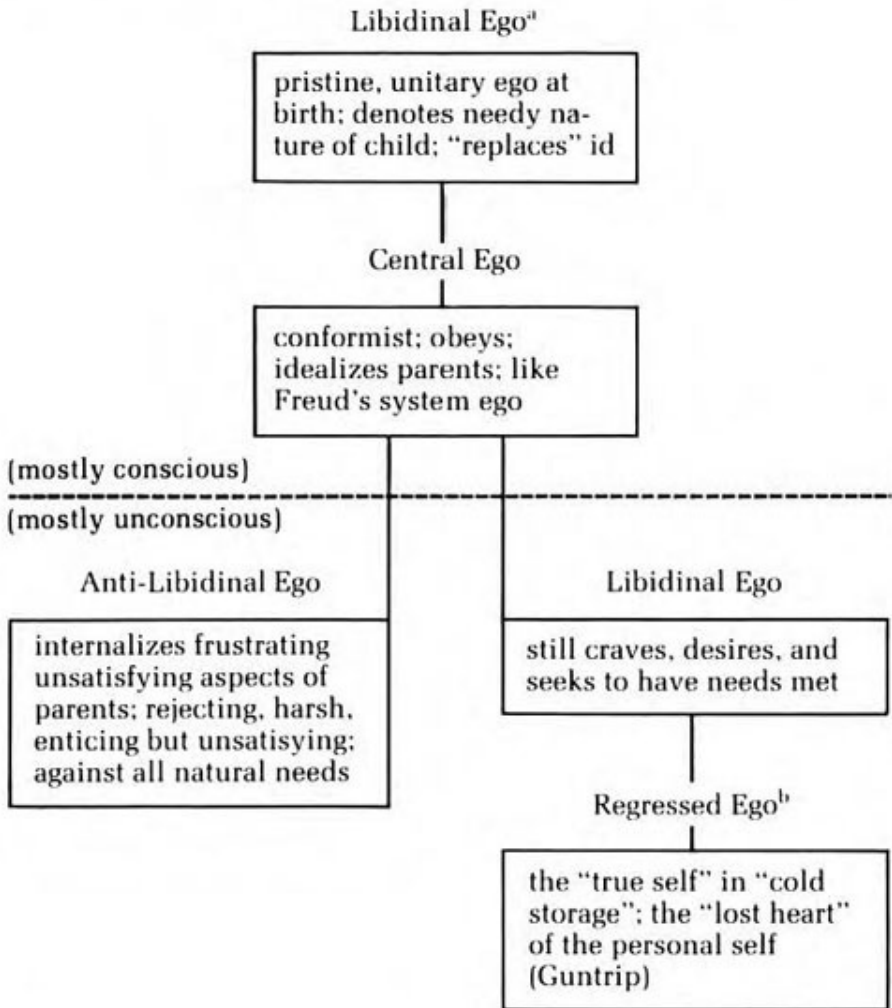 Libidinal Egoᵃ
pristine, unitary ego at
birth; denotes needy na-
ture of child; “replaces” id
Central Ego
conformist; obeys;
idealizes parents; like
Freud’s system ego
(mostly conscious)
(mostly unconscious)
Anti-Libidinal Ego
internalizes frustrating
unsatisfying aspects of
parents; rejecting, harsh,
enticing but unsatisying;
against all natural needs
Libidinal Ego
still craves, desires, and
seeks to have needs met
Regressed Egoᵇ
the “true self” in “cold
storage”; the “lost heart”
of the personal self
(Guntrip)